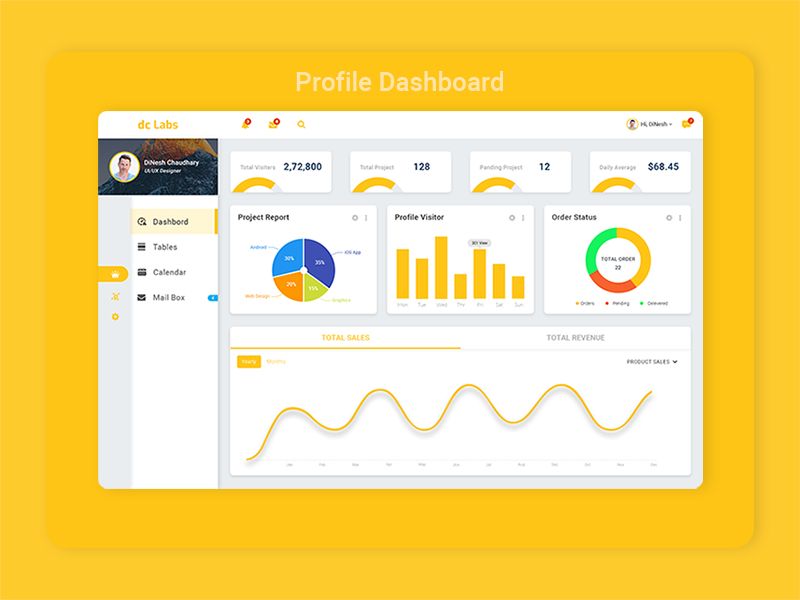 Profile Dashboard
dc Labs
Hi, DiNesh
DiNesh Chaudhary
UI/UX Designer
Dashbord
Tables
Calendar
Mail Box
Total Visiters 2,72,800
Total Project 128
Panding Project 12
Daily Average $68.45
Project Report
Android
30%
35%
iOS App
20%
15%
Web Design
Graphics
Profile Visitor
301 View
Mon Tue Wed Thu Fri Sat Sun
Order Status
TOTAL ORDER
22
Orders Pending Delevered
TOTAL SALES TOTAL REVENUE
Yearly Monthly PRODUCT SALES
Jan Feb Mar Apr May Jun Jul Aug Sep Oct Nov Dec